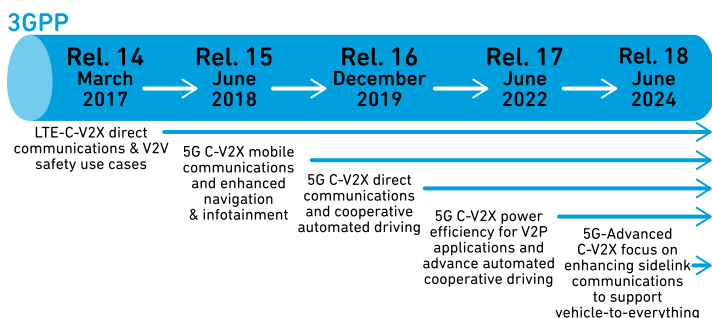 3GPP
Rel. 14
March
2017
Rel. 15
June
2018
Rel. 16
December
2019
Rel. 17
June
2022
Rel. 18
June
2024
LTE-C-V2X direct
communications & V2V
safety use cases
5G C-V2X mobile
communications
and enhanced
navigation
& infotainment
5G C-V2X direct
communications
and cooperative
automated driving
5G C-V2X power
efficiency for V2P
applications and
advance automated
cooperative driving
5G-Advanced
C-V2X focus on
enhancing sidelink
communications
to support
vehicle-to-everything